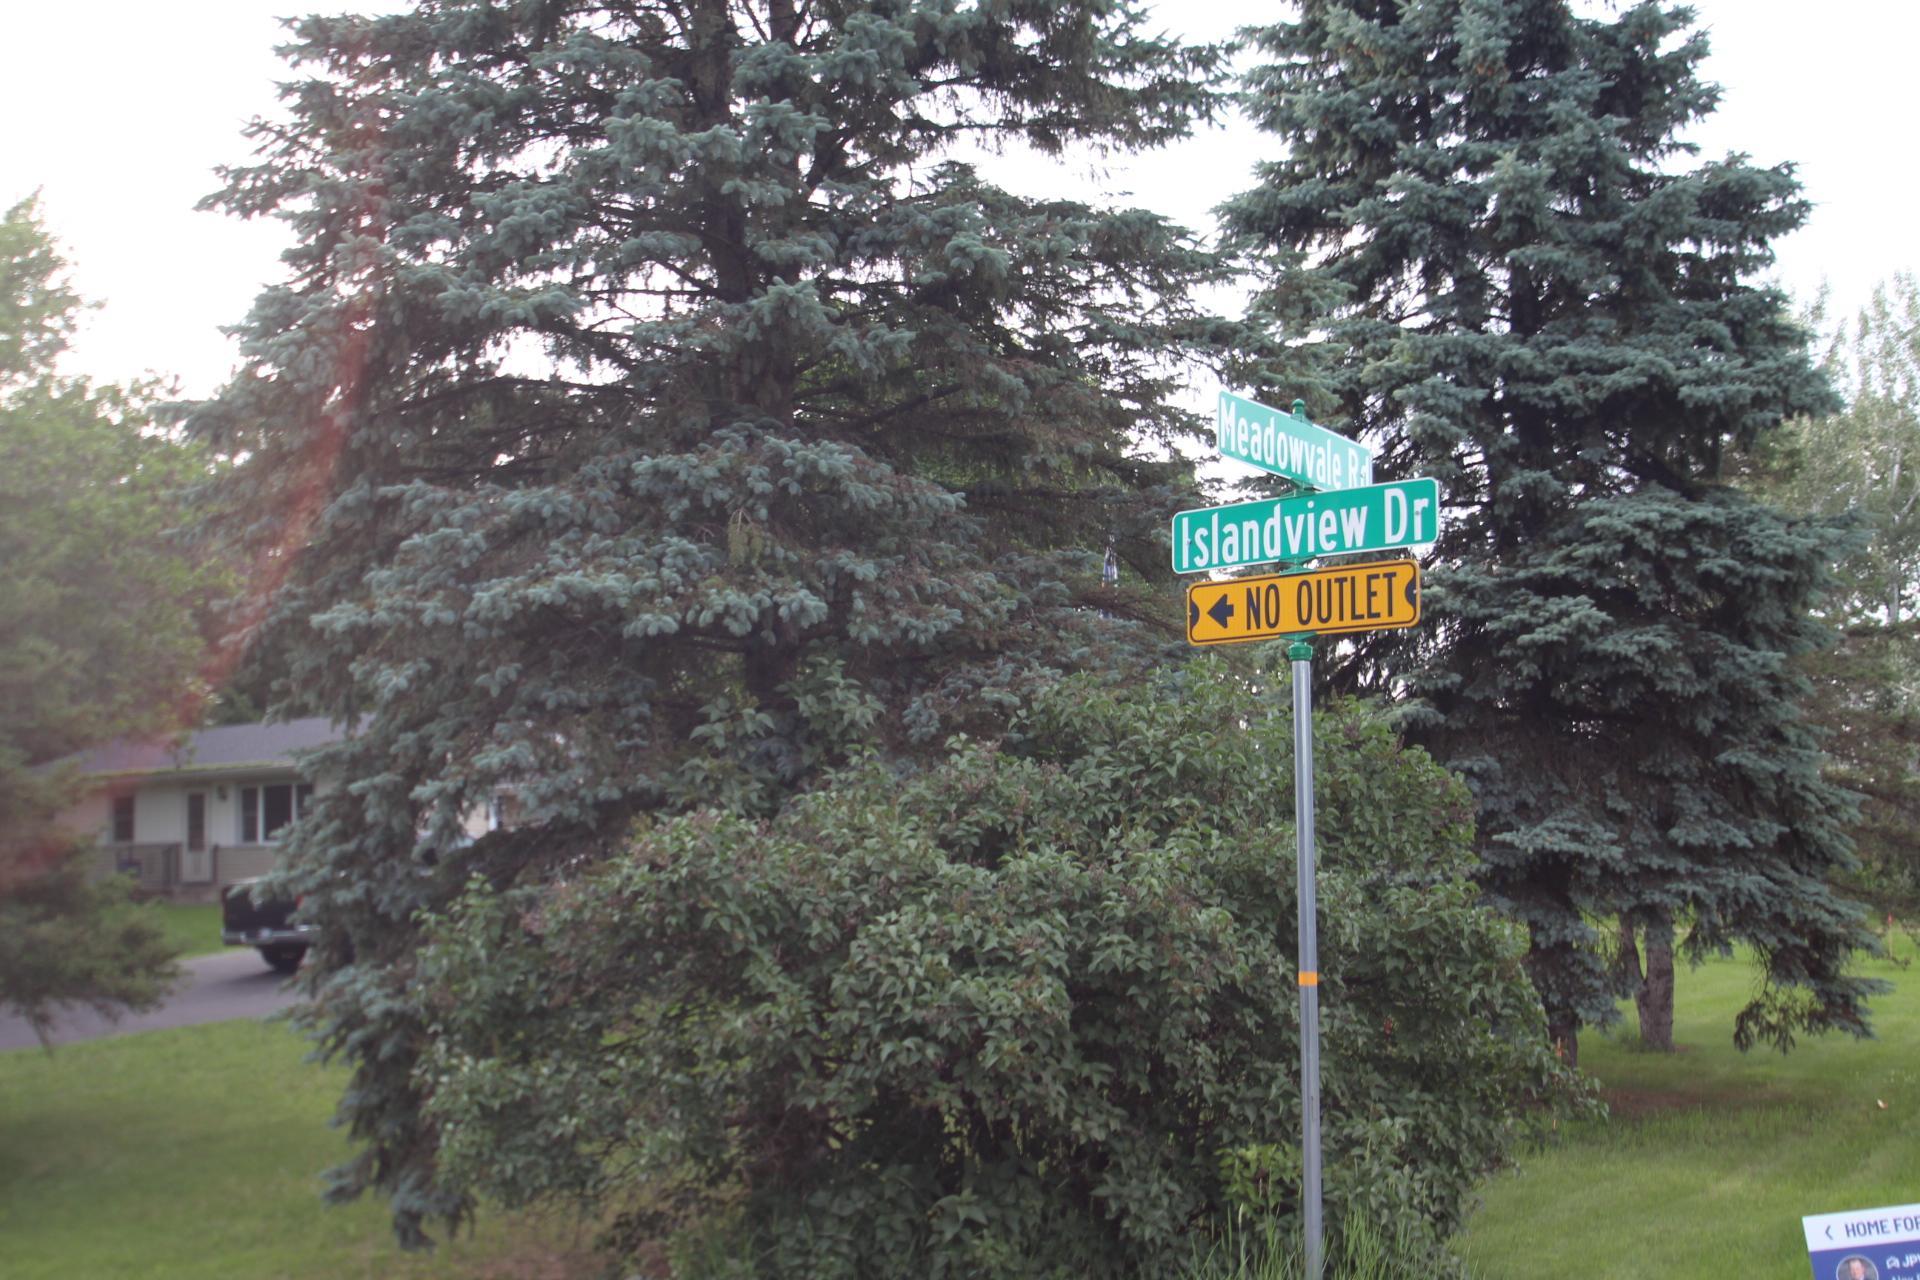 Meadowvale Rd
Islandview Dr
← NO OUTLET
< HOME FOR